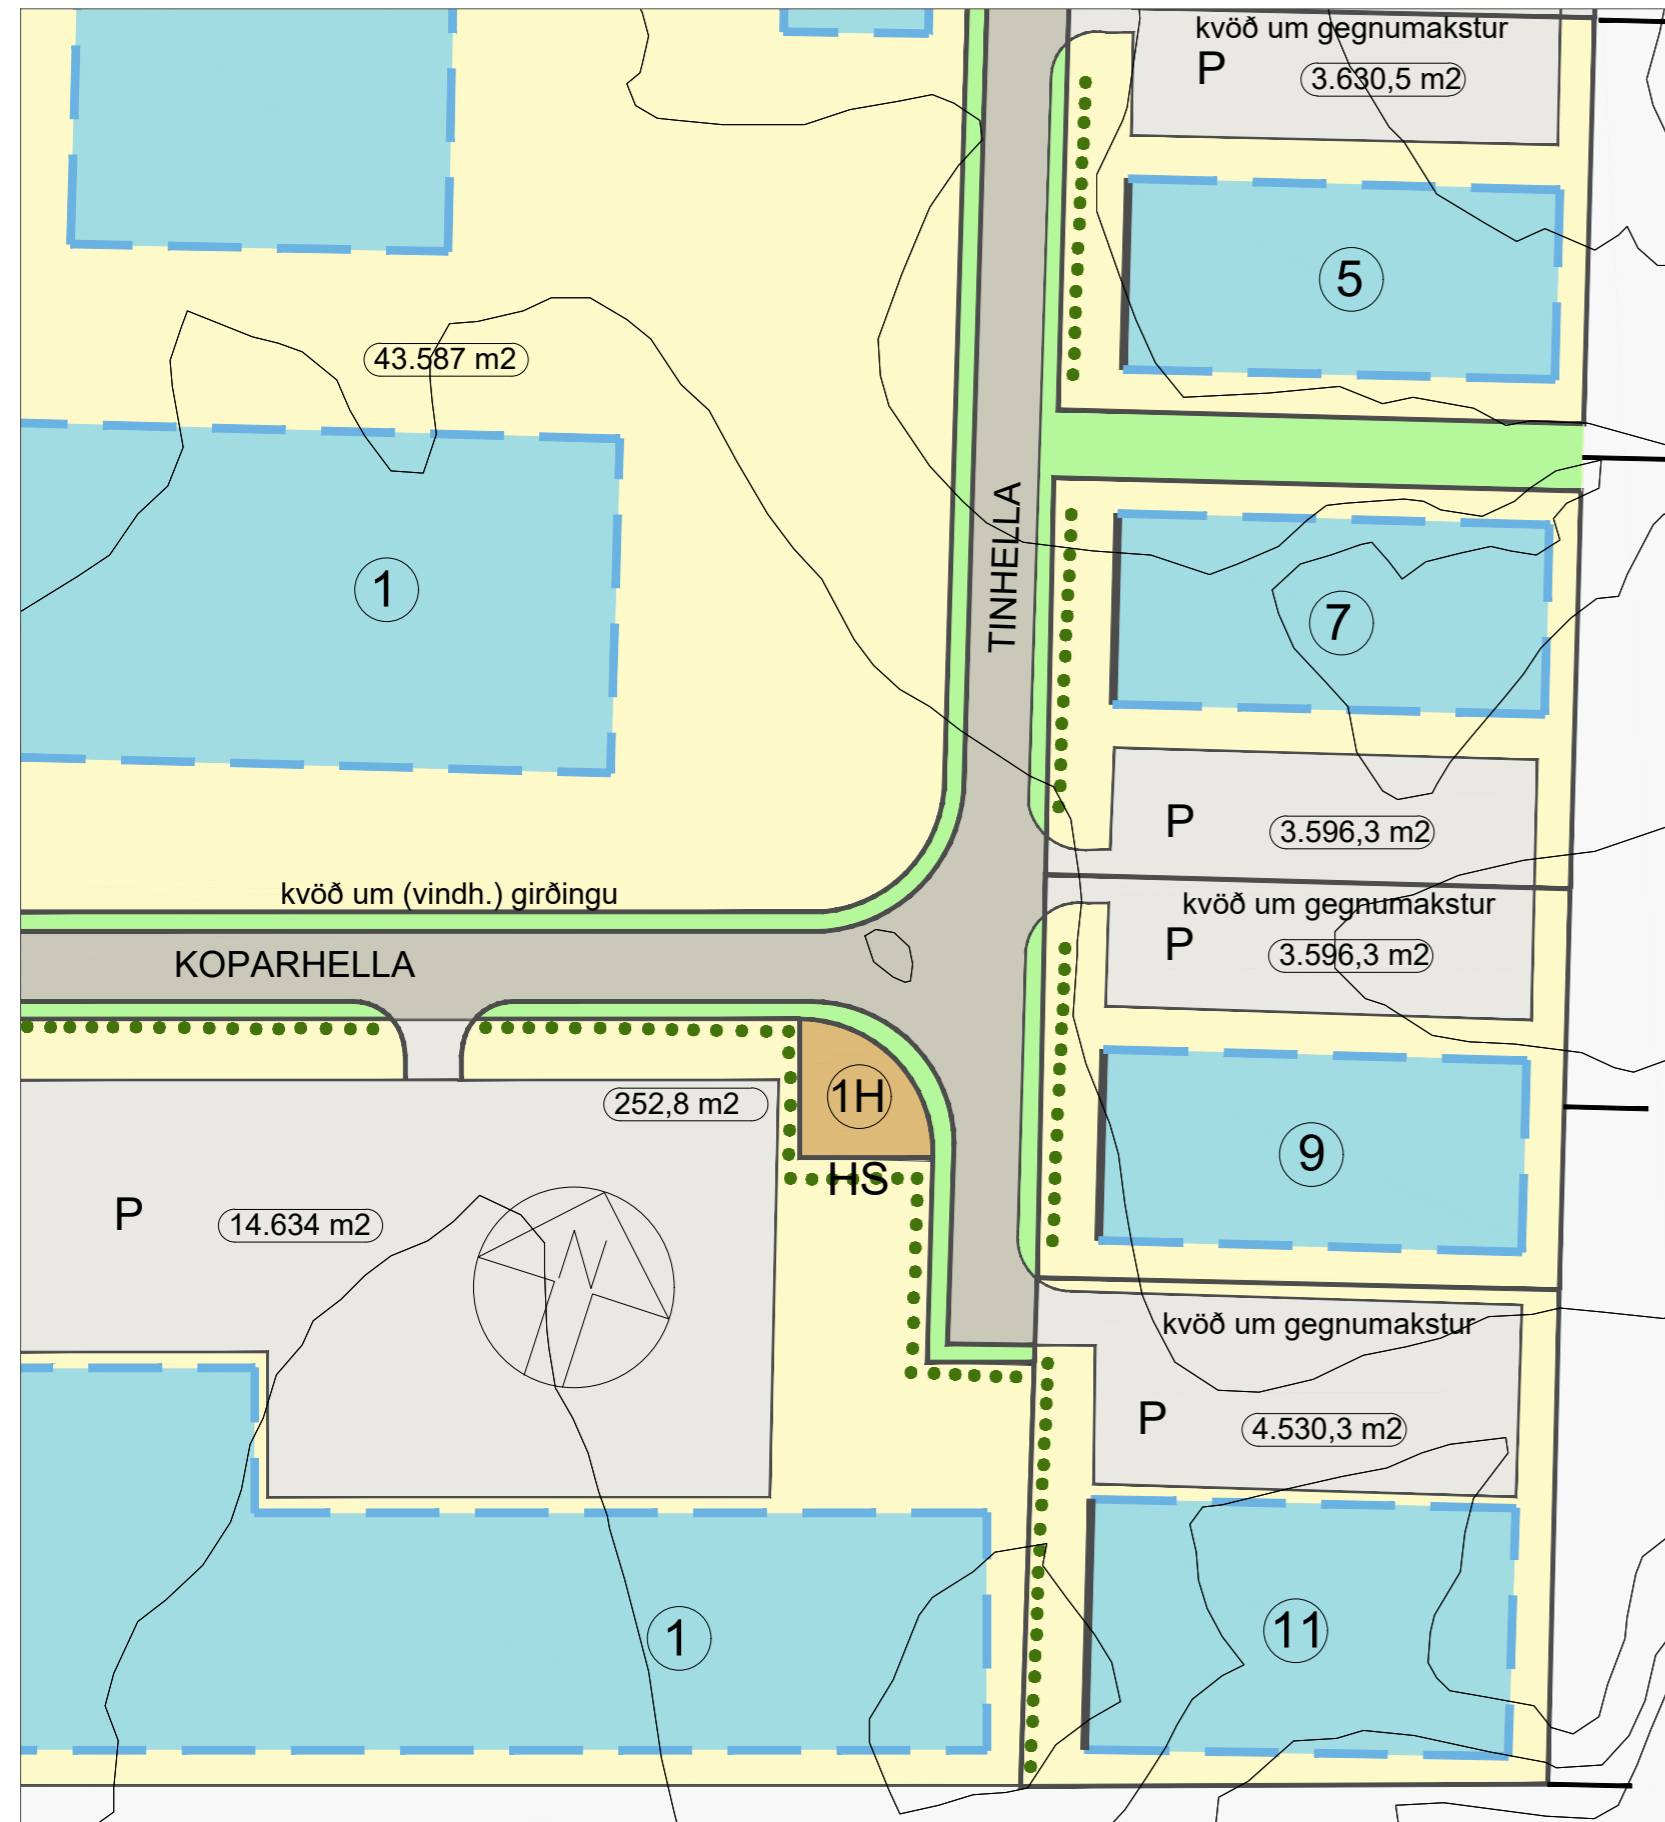 kvöð um gegnumakstur
P
3.630,5 m2
5
43.587 m2
1
TINHELLA
7
P
3.596,3 m2
kvöð um (vindh.) girðingu
kvöð um gegnumakstur
P
3.596,3 m2
KOPARHELLA
252,8 m2
1H
HS
9
P
14.634 m2
N
kvöð um gegnumakstur
P
4.530,3 m2
1
11